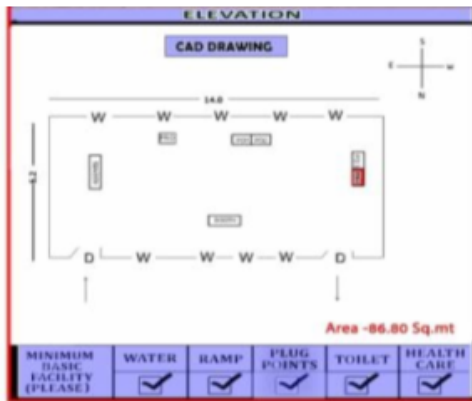 ELEVATION
CAD DRAWING
S
E W
N
14.0
W W W W W
6.2
D W W W W D
Area -86.80 Sq.mt
MINIMUM BASIC FACILITY (PLEASE)
WATER
RAMP
PLUG POINTS
TOILET
HEALTH CARE